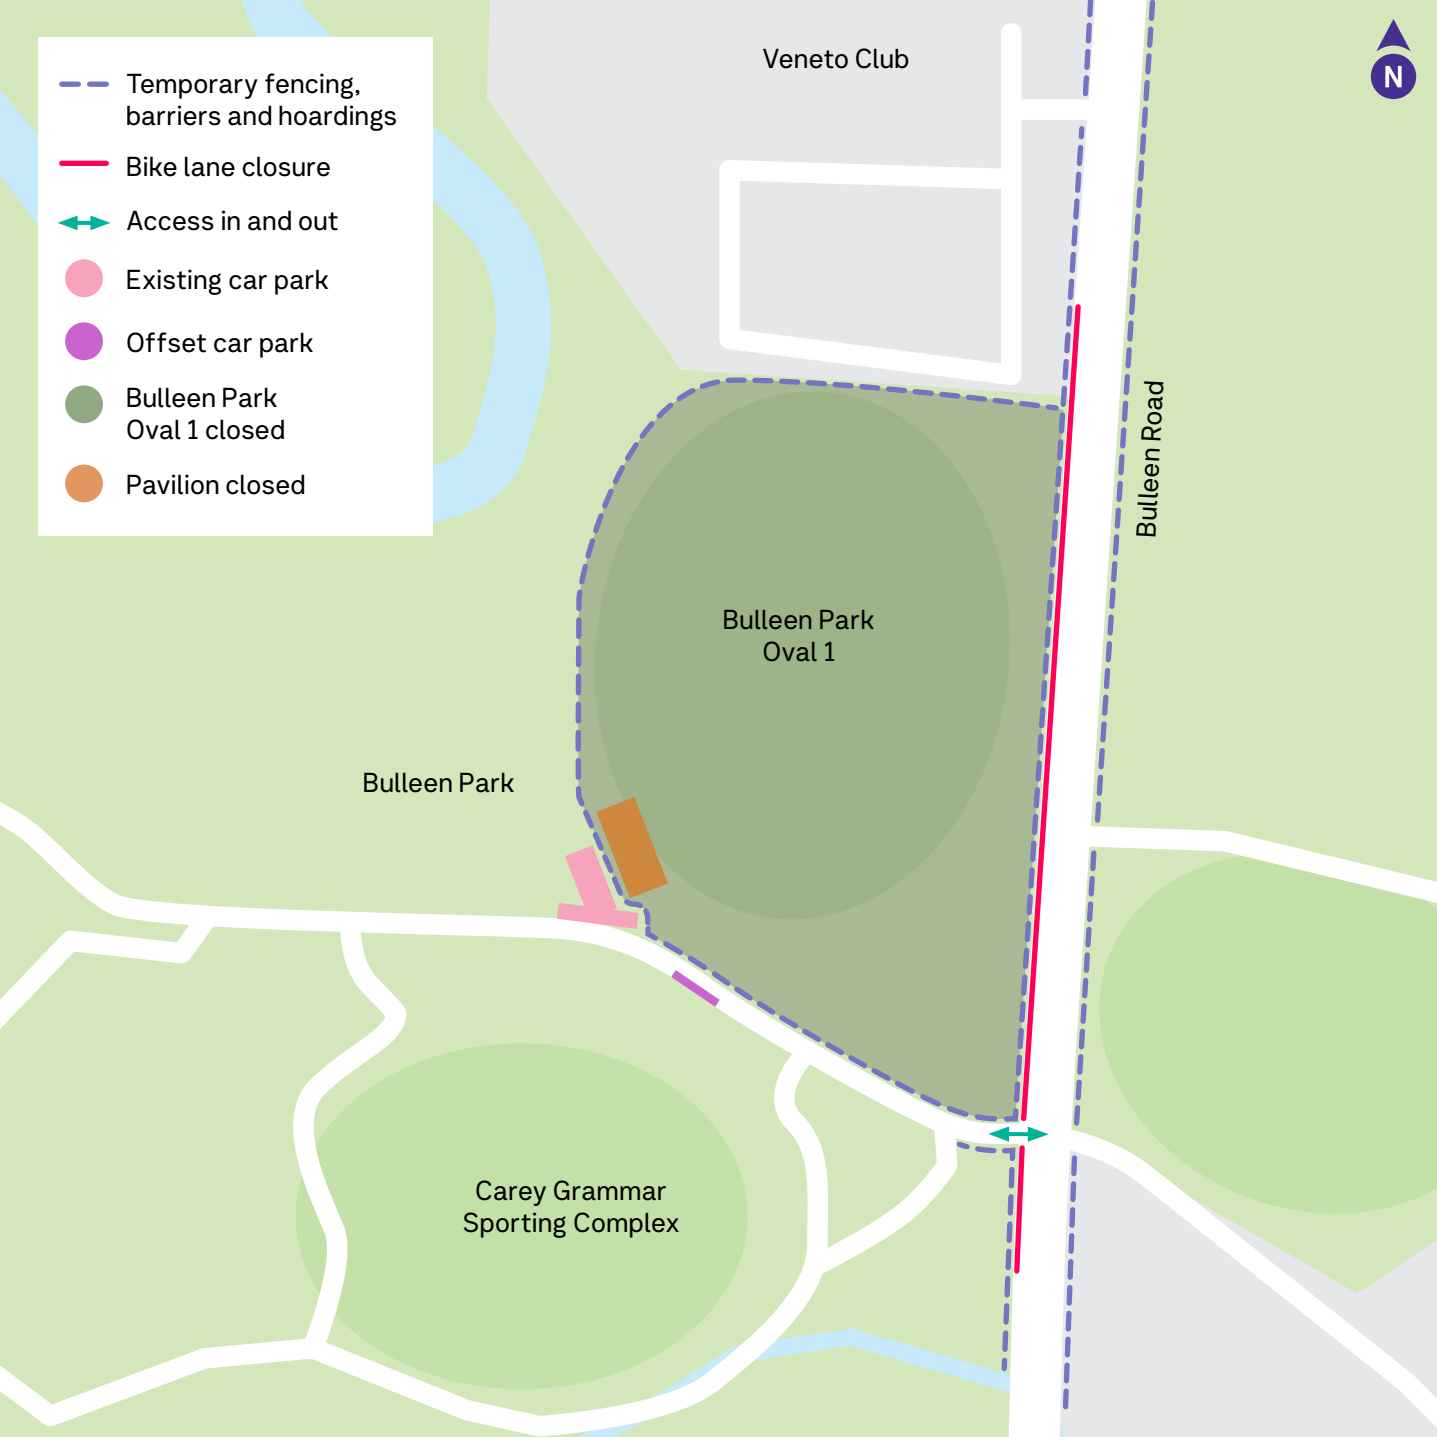 Temporary fencing,
barriers and hoardings
Bike lane closure
Access in and out
Existing car park
Offset car park
Bulleen Park
Oval 1 closed
Pavilion closed
Veneto Club
N
Bulleen Road
Bulleen Park
Oval 1
Bulleen Park
Carey Grammar
Sporting Complex